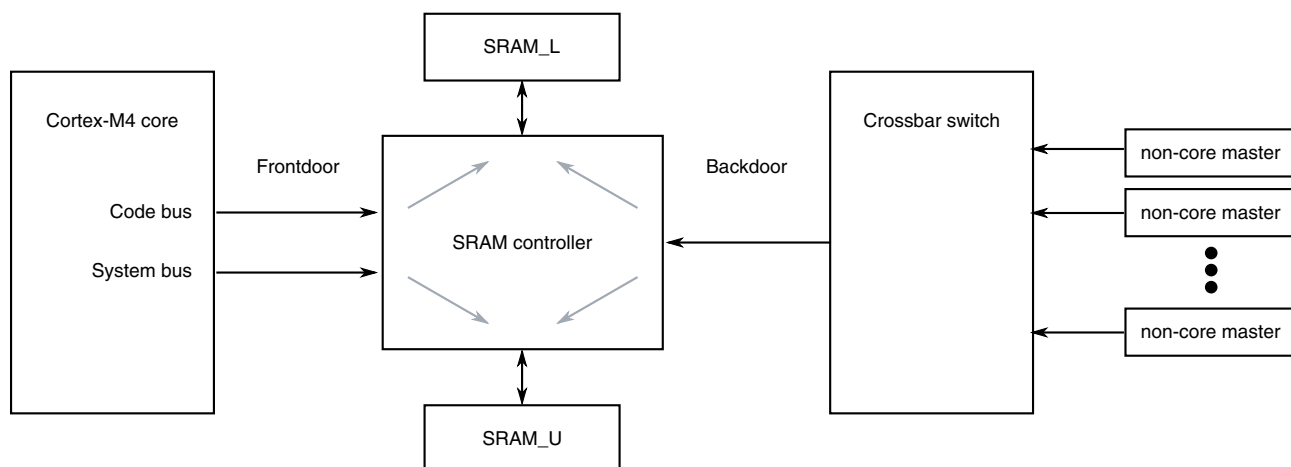 SRAM_L
Cortex-M4 core
Crossbar switch
Frontdoor
Backdoor
non-core master
Code bus
non-core master
SRAM controller
System bus
non-core master
SRAM_U